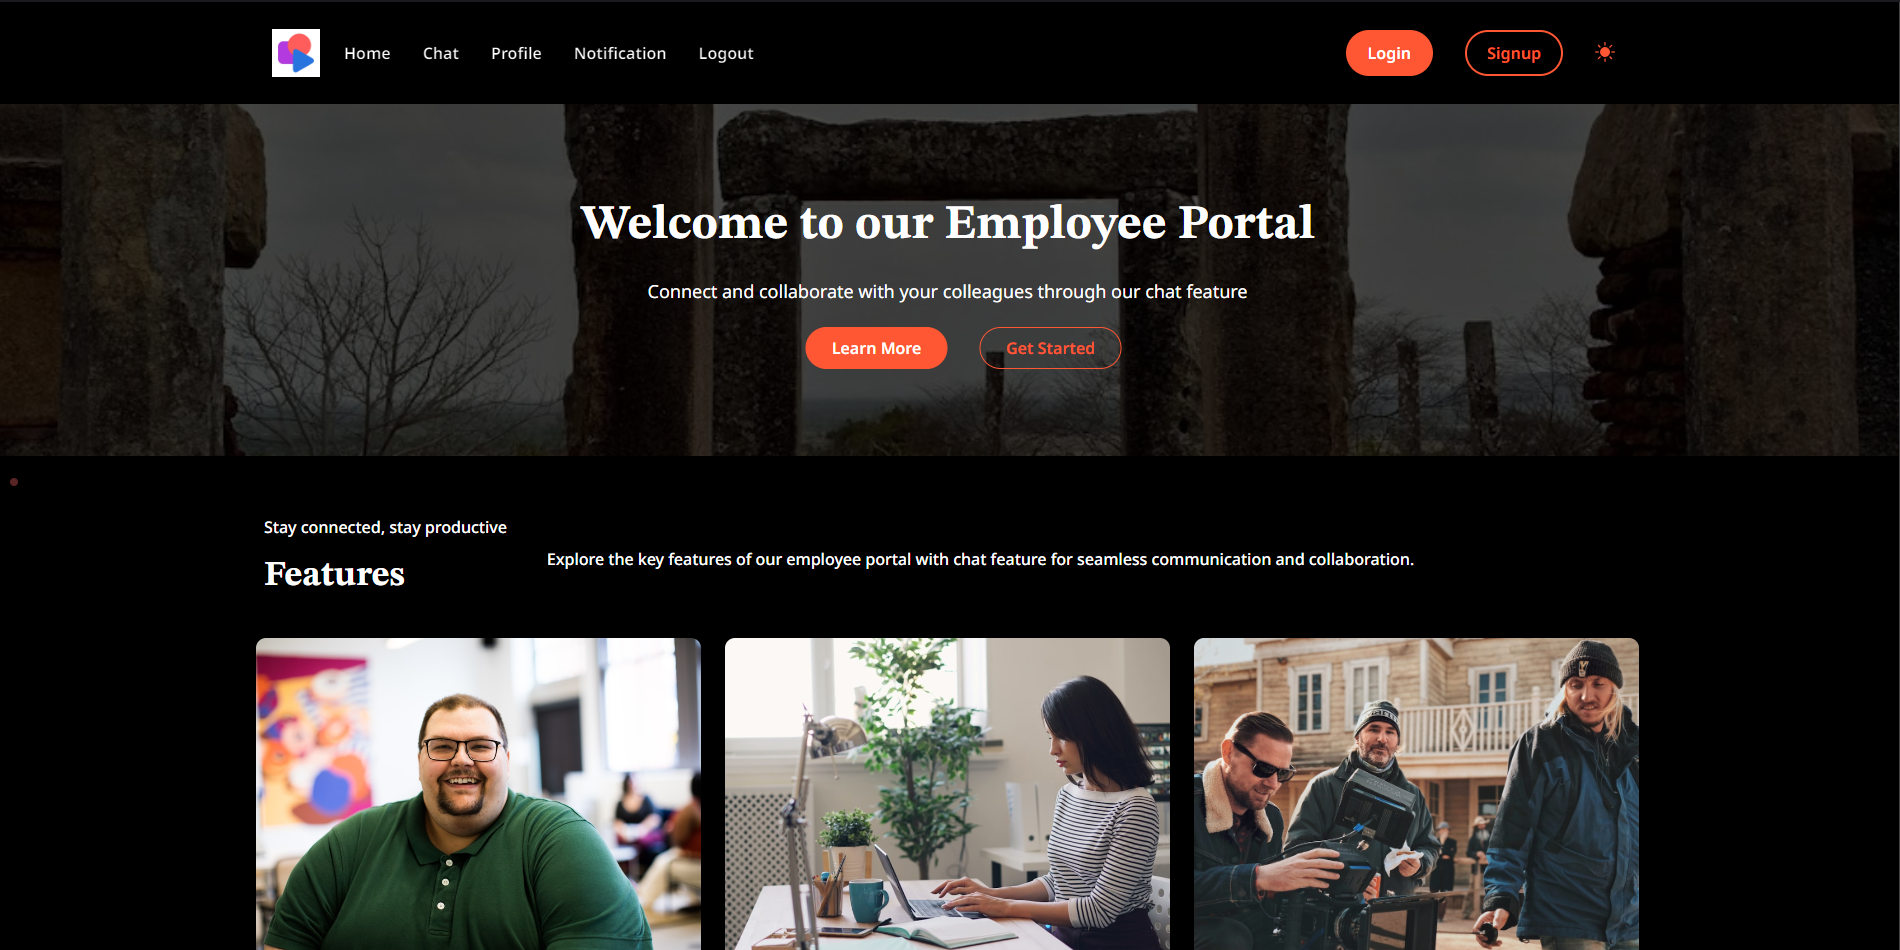 Home Chat Profile Notification Logout Login Signup
Welcome to our Employee Portal
Connect and collaborate with your colleagues through our chat feature
Learn More Get Started
Stay connected, stay productive
Features
Explore the key features of our employee portal with chat feature for seamless communication and collaboration.